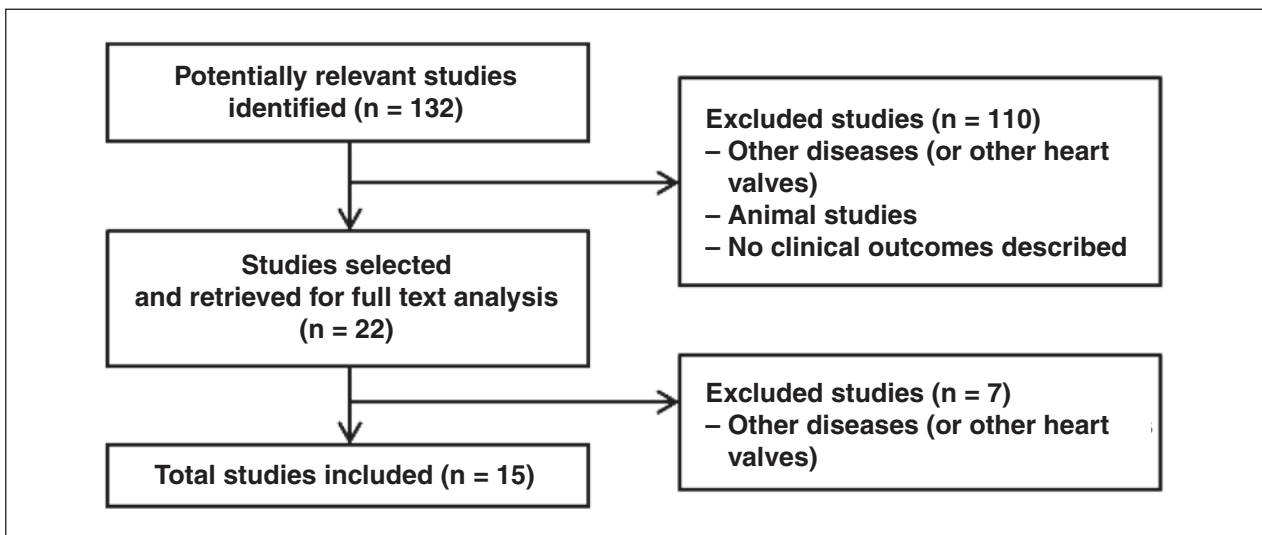 Potentially relevant studies
identified (n = 132)
Excluded studies (n = 110)
– Other diseases (or other heart
valves)
– Animal studies
– No clinical outcomes described
Studies selected
and retrieved for full text analysis
(n = 22)
Excluded studies (n = 7)
– Other diseases (or other heart
valves)
Total studies included (n = 15)